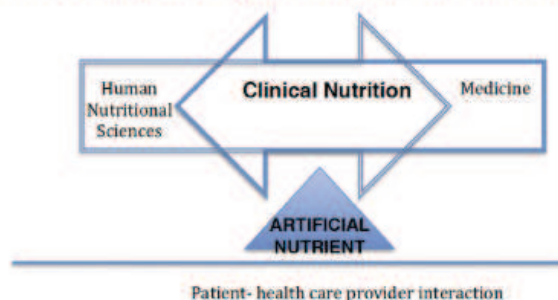 Human
Nutritional
Sciences
Clinical Nutrition
Medicine
ARTIFICIAL
NUTRIENT
Patient- health care provider interaction